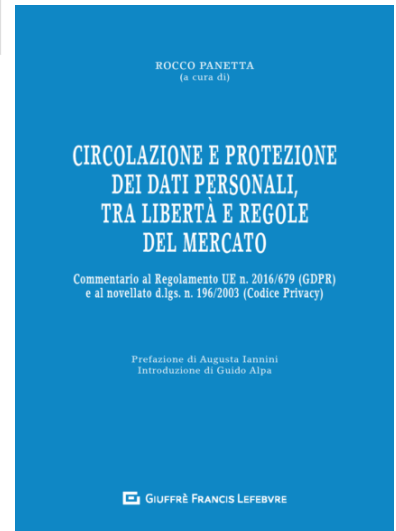 ROCCO PANETTA
(a cura di)
CIRCOLAZIONE E PROTEZIONE
DEI DATI PERSONALI,
TRA LIBERTÀ E REGOLE
DEL MERCATO
Commentario al Regolamento UE n. 2016/679 (GDPR)
e al novellato d.lgs. n. 196/2003 (Codice Privacy)
Prefazione di Augusta Iannini
Introduzione di Guido Alpa
GIUFFRÈ FRANCIS LEFEBVRE